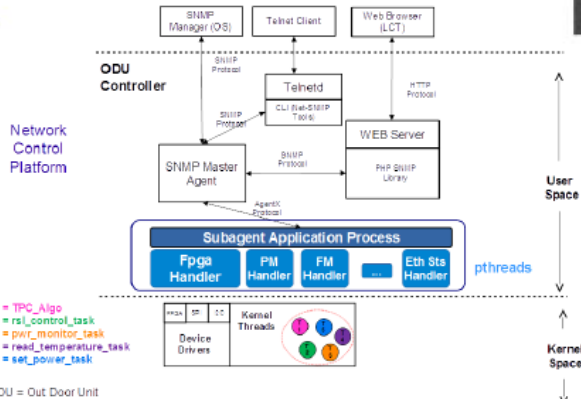 SNMP
Manager (OS)
Telnet Client
Web Browser
(LCT)
ODU
Controller
SNMP
Protocol
HTTP
Protocol
Telnetd
CLI (Net-SNMP
Tools)
SNMP
Protocol
Network
Control
Platform
WEB Server
PHP SNMP
Library
SNMP Master
Agent
SNMP
Protocol
AgentX
Protocol
User
Space
Subagent Application Process
Fpga
Handler
PM
Handler
FM
Handler
...
Eth Sts
Handler
pthreads
= TPC_Algo
= rsl_control_task
= pwr_monitor_task
= read_temperature_task
= set_power_task
FPGA
SPI
Device
Drivers
Kernel
Threads
Kernel
Space
DU = Out Door Unit